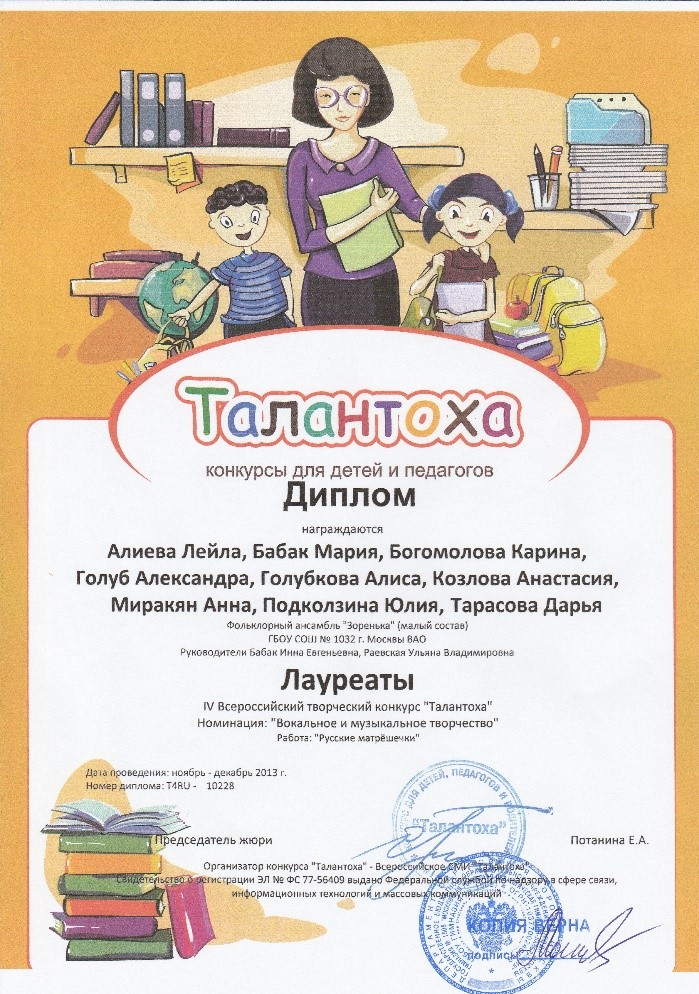 Талантоха
конкурсы для детей и педагогов
Диплом
награждаются
Алиева Лейла, Бабак Мария, Богомолова Карина,
Голуб Александра, Голубкова Алиса, Козлова Анастасия,
Миракян Анна, Подколзина Юлия, Тарасова Дарья
Фольклорный ансамбль "Зоренька" (малый состав)
ГБОУ СОШ № 1032 г. Москвы ВАО
Руководители Бабак Инна Евгеньевна, Раевская Ульяна Владимировна
Лауреаты
IV Всероссийский творческий конкурс "Талантоха"
Номинация: "Вокальное и музыкальное творчество"
Работа: "Русские матрёшечки"
Дата проведения: ноябрь - декабрь 2013 г.
Номер диплома: T4RU - 10228
ДЛЯ ДЕТЕЙ, ПЕДАГОГОВ И
"Талантоха"
Председатель жюри
Потанина Е.А.
Организатор конкурса "Талантоха" - Всероссийское СМИ "Талантоха"
Свидетельство о регистрации ЭЛ № ФС 77-56409 выдано Федеральной службой по надзору в сфере связи,
информационных технологий и массовых коммуникаций
КОПИЯ ВЕРНА
подпись